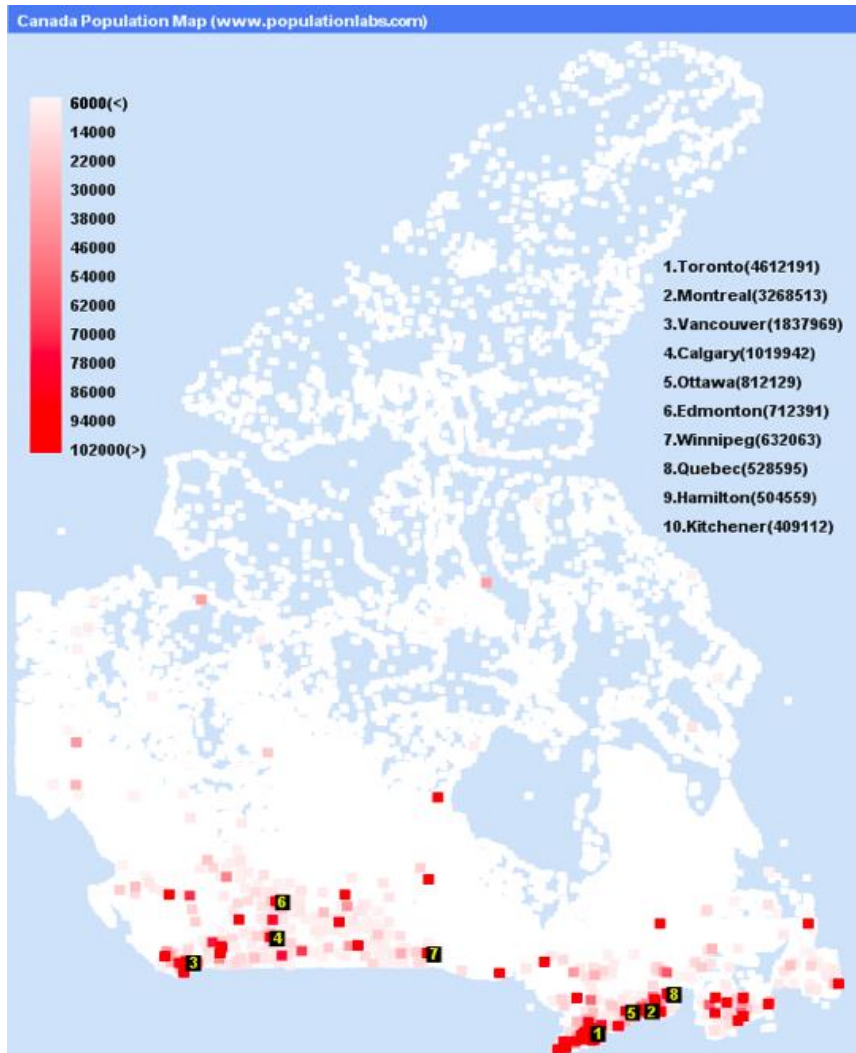 Canada Population Map (www.populationlabs.com)
6000(<)
14000
22000
30000
38000
46000
54000
62000
70000
78000
86000
94000
102000(>)
1.Toronto(4612191)
2.Montreal(3268513)
3.Vancouver(1837969)
4.Calgary(1019942)
5.Ottawa(812129)
6.Edmonton(712391)
7.Winnipeg(632063)
8.Quebec(528595)
9.Hamilton(504559)
10.Kitchener(409112)
6
4
7
3
8
5 2
1